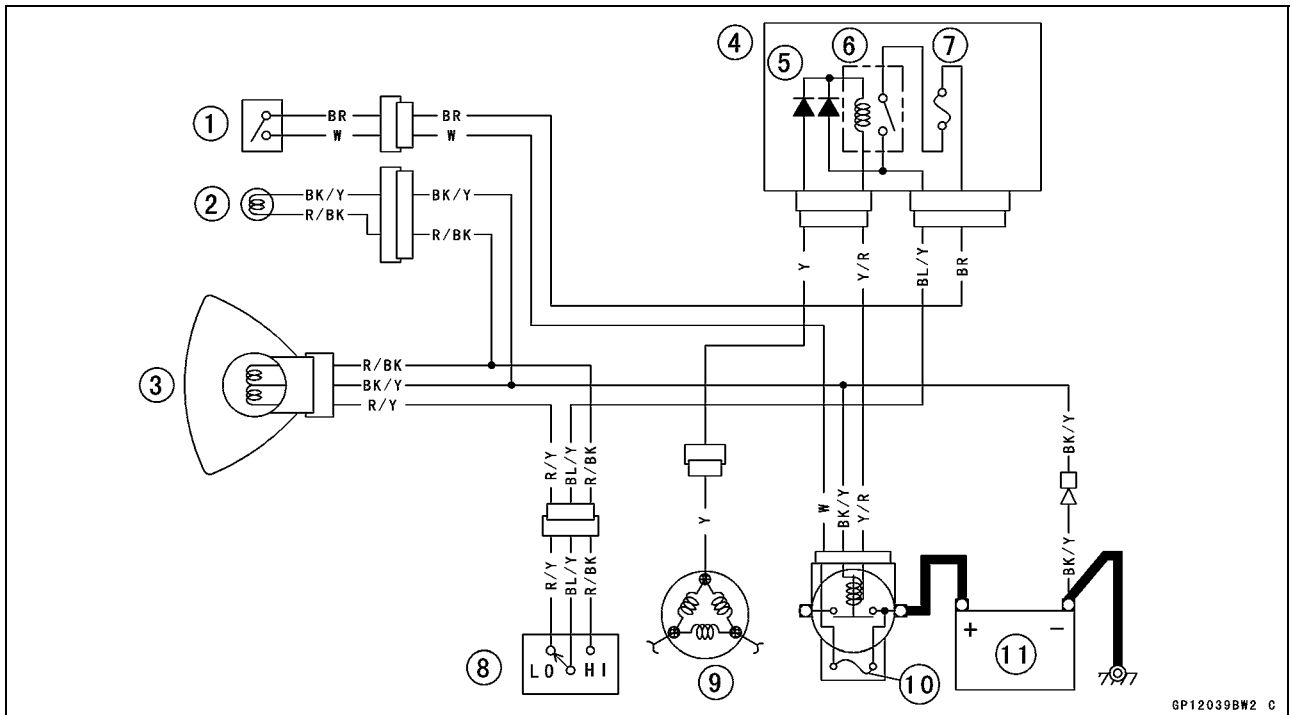 4
6
7
5
1
BR
BR
W
W
2
BK/Y
BK/Y
R/BK
R/BK
Y
Y/R
BL/Y
BR
3
R/BK
BK/Y
R/Y
R/Y
BL/Y
R/BK
BK/Y
Y
W
BK/Y
Y/R
R/Y
BL/Y
R/BK
BK/Y
8
LO
HI
9
10
+
−
11
GP12039BW2 C